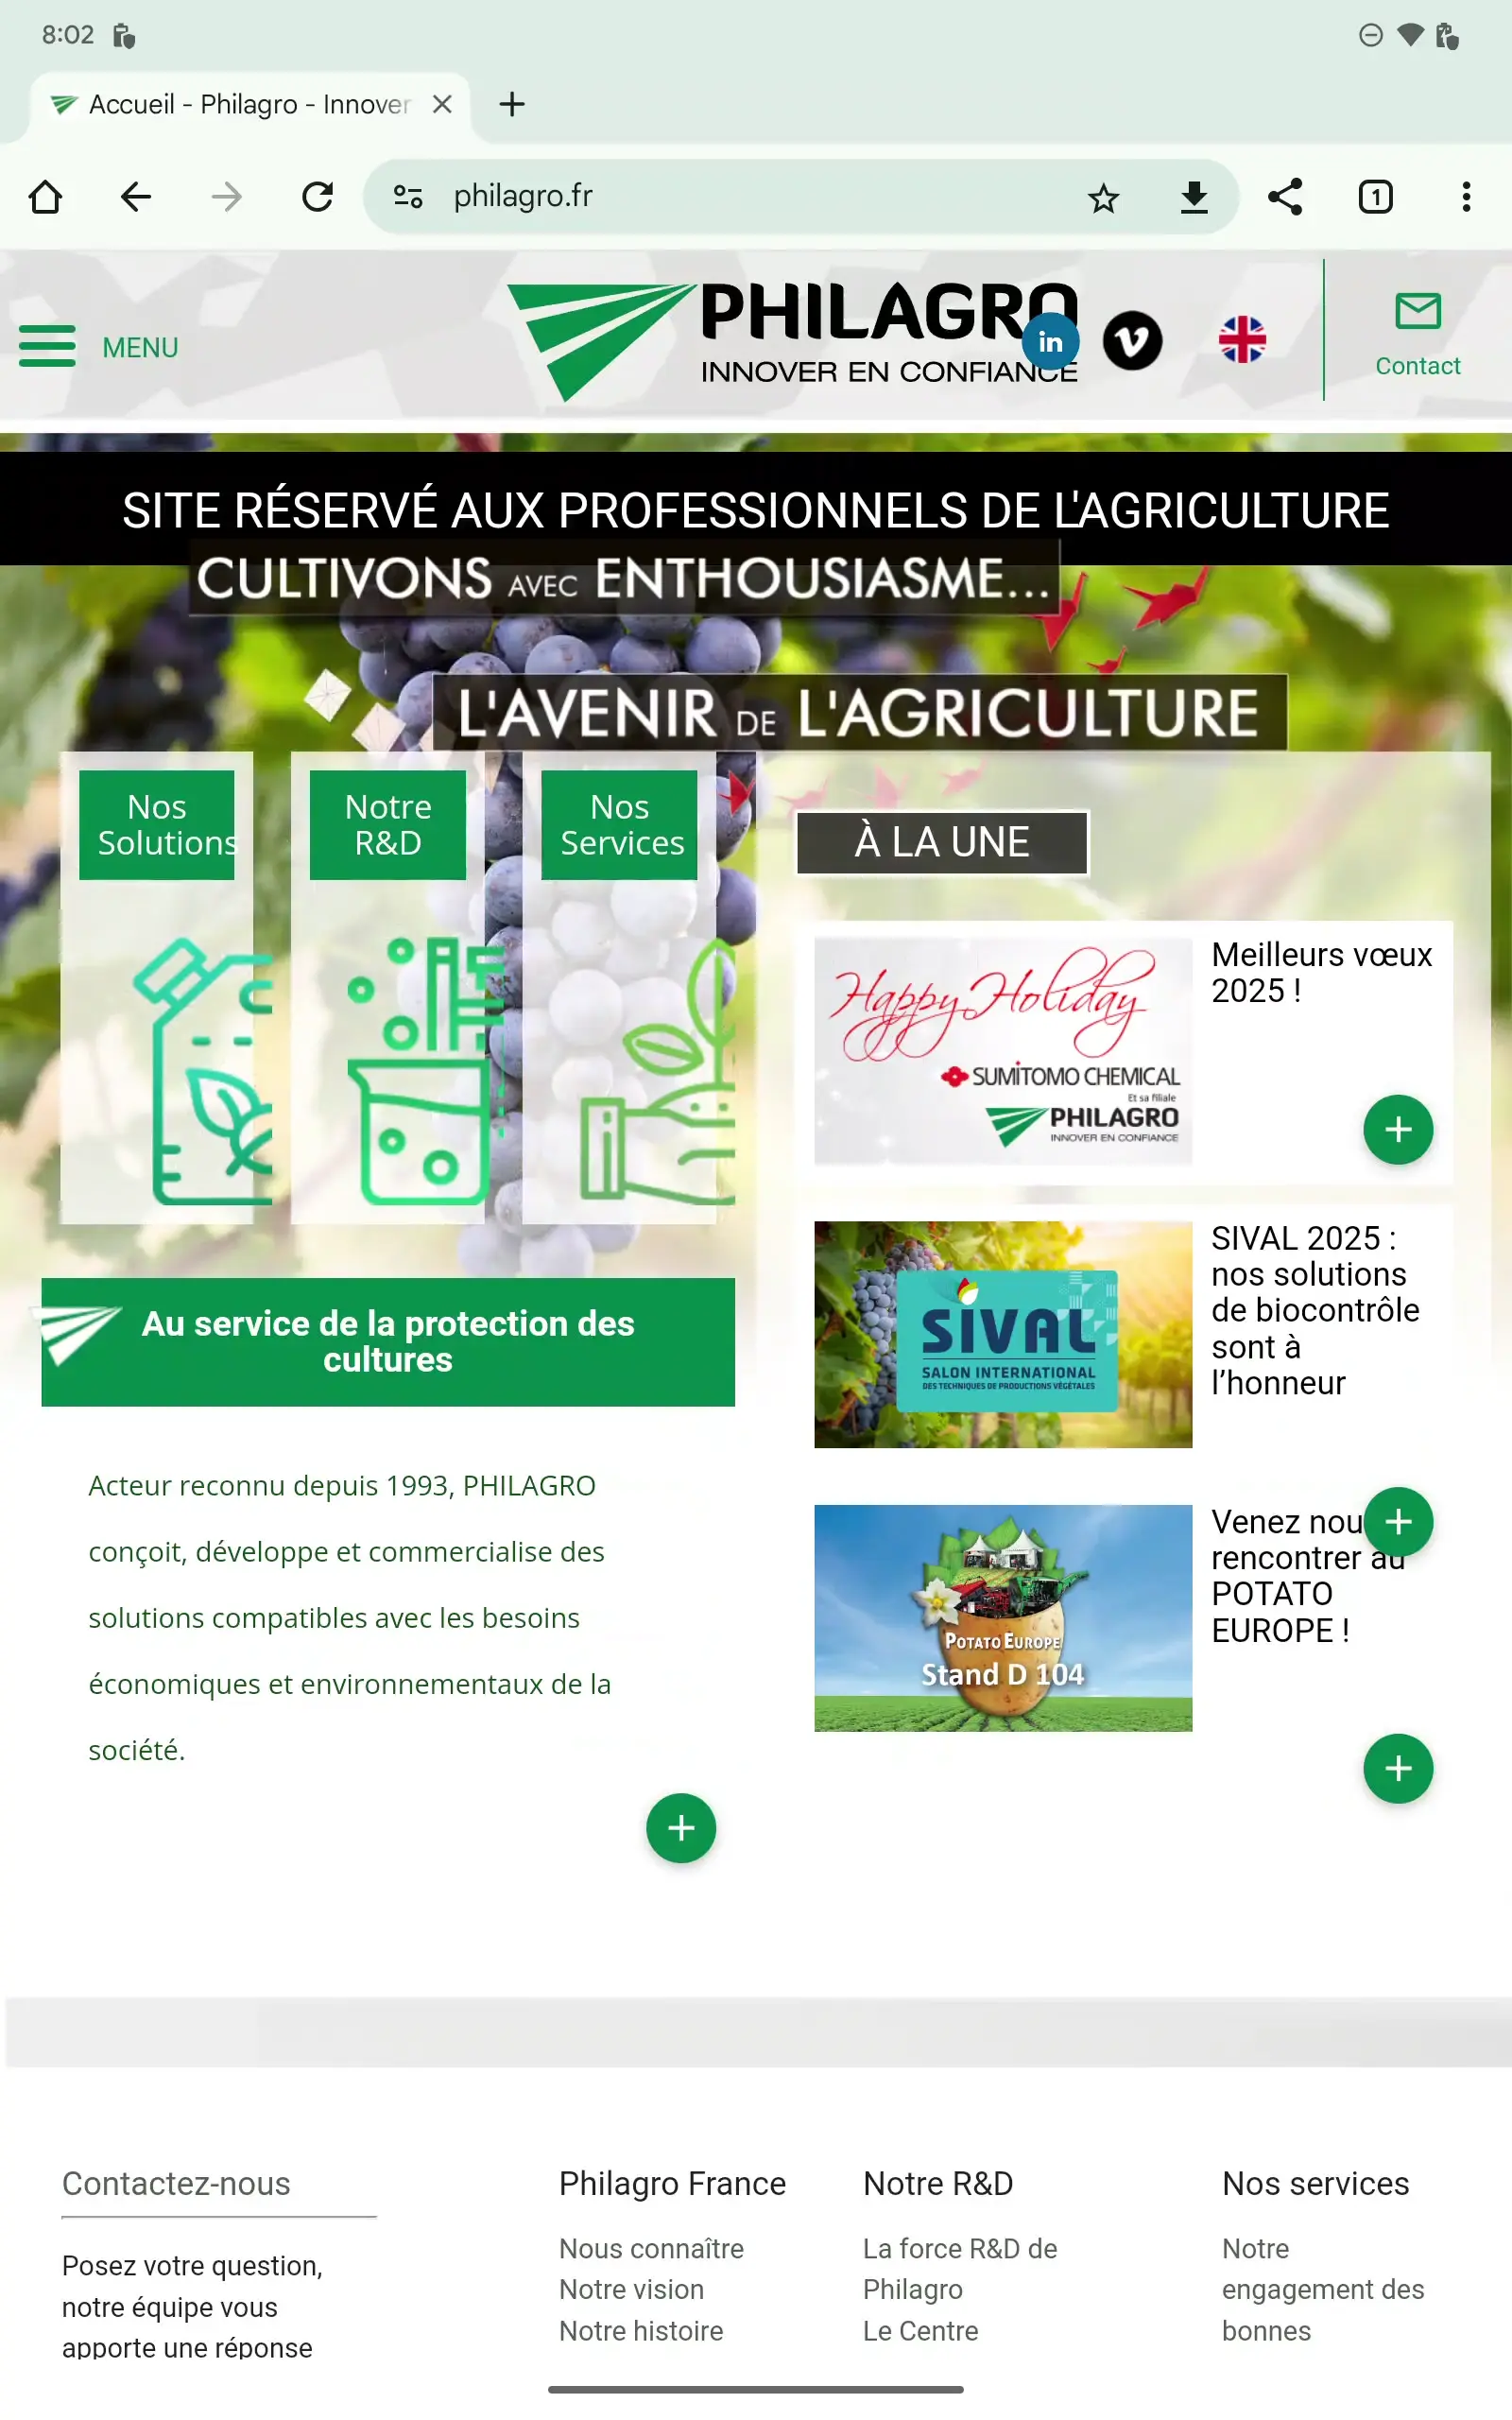 8:02
Accueil - Philagro - Innover
philagro.fr
1
MENU
PHILAGRO
INNOVER EN CONFIANCE
in
Contact
SITE RÉSERVÉ AUX PROFESSIONNELS DE L'AGRICULTURE
CULTIVONS AVEC ENTHOUSIASME...
L'AVENIR DE L'AGRICULTURE
Nos
Solutions
Notre
R&D
Nos
Services
À LA UNE
Happy Holiday
SUMITOMO CHEMICAL
Et sa filiale
PHILAGRO
INNOVER EN CONFIANCE
Meilleurs vœux
2025 !
SIVAL
SALON INTERNATIONAL
DES TECHNIQUES DE PRODUCTIONS VÉGÉTALES
SIVAL 2025 :
nos solutions
de biocontrôle
sont à
l’honneur
POTATO EUROPE
Stand D 104
Venez nou
rencontrer au
POTATO
EUROPE !
Au service de la protection des
cultures
Acteur reconnu depuis 1993, PHILAGRO
conçoit, développe et commercialise des
solutions compatibles avec les besoins
économiques et environnementaux de la
société.
Contactez-nous
Posez votre question,
notre équipe vous
apporte une réponse
Philagro France
Nous connaître
Notre vision
Notre histoire
Notre R&D
La force R&D de
Philagro
Le Centre
Nos services
Notre
engagement des
bonnes